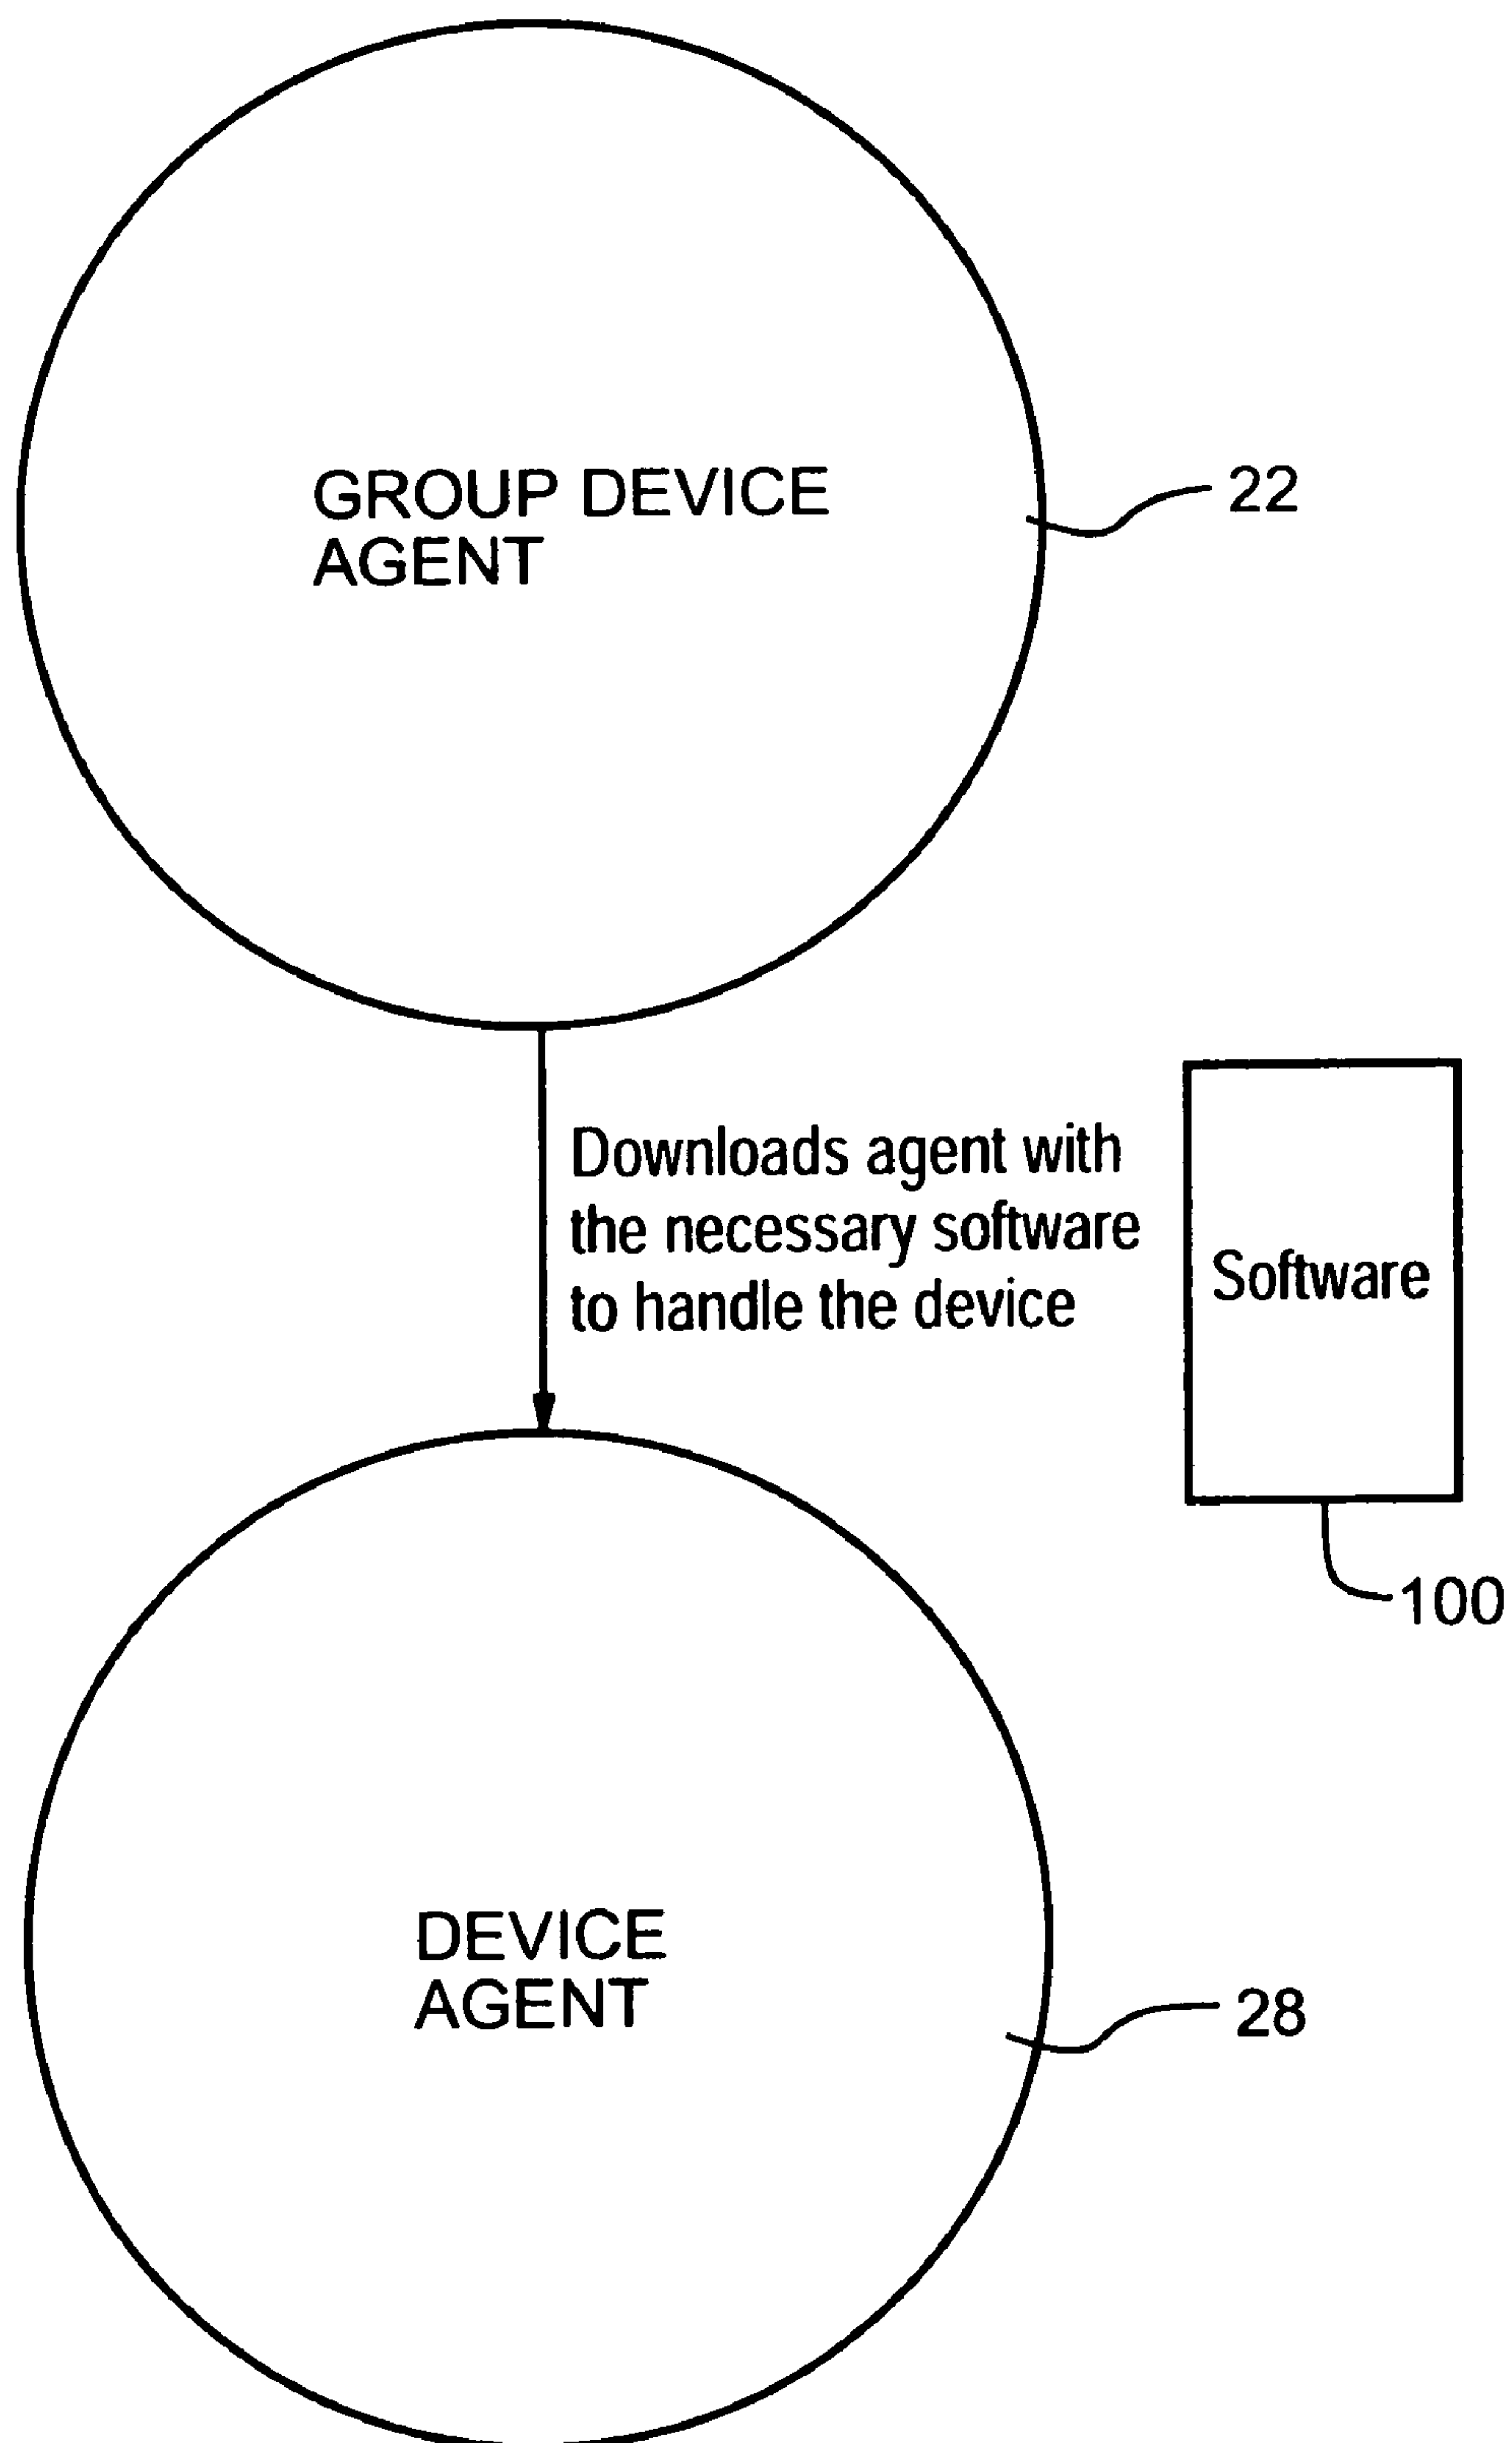 GROUP DEVICE
AGENT
22
Downloads agent with
the necessary software
to handle the device
Software
100
DEVICE
AGENT
28